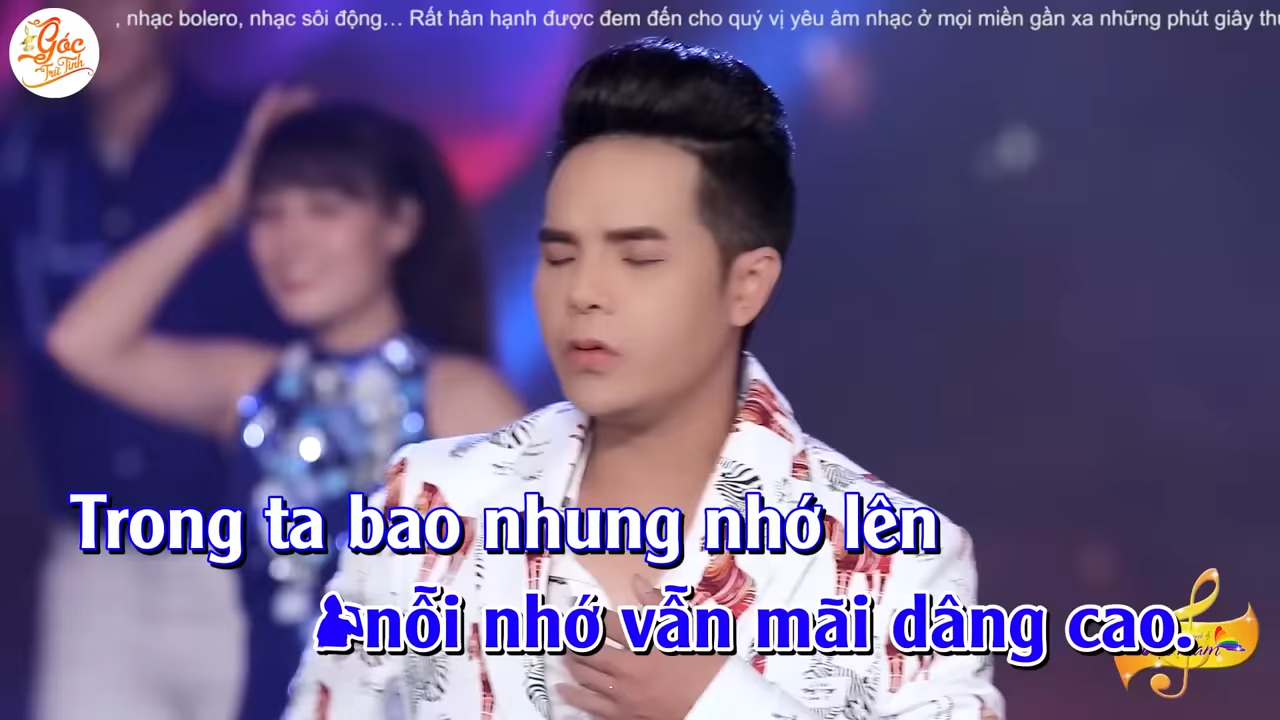 , nhạc bolero, nhạc sôi động... Rất hân hạnh được đem đến cho quý vị yêu âm nhạc ở mọi miền gần xa những phút giây thư
Góc
Trữ Tình
Trong ta bao nhung nhớ lên
nỗi nhớ vẫn mãi dâng cao.